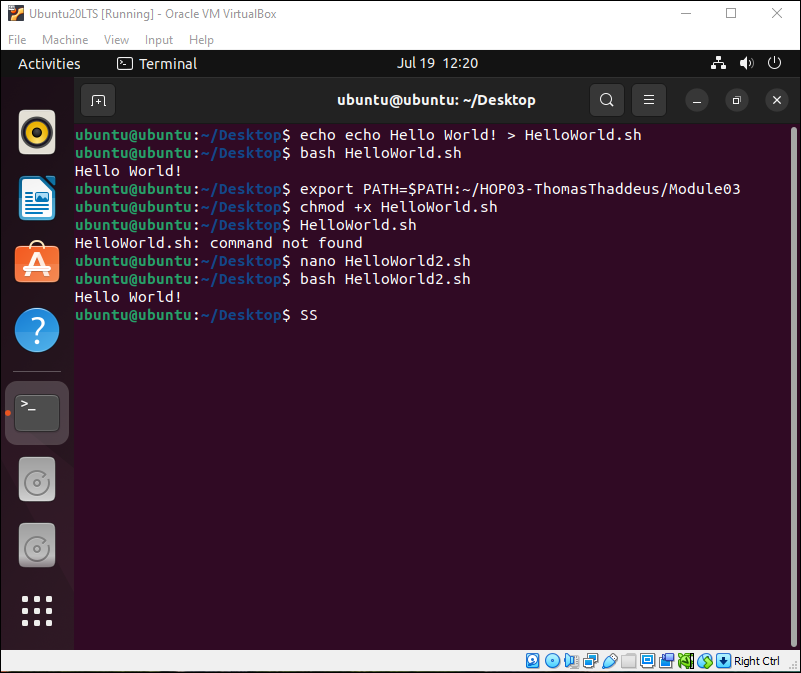 Ubuntu20LTS [Running] - Oracle VM VirtualBox
File Machine View Input Help
Activities Terminal Jul 19 12:20
ubuntu@ubuntu: ~/Desktop
ubuntu@ubuntu:~/Desktop$ echo echo Hello World! > HelloWorld.sh
ubuntu@ubuntu:~/Desktop$ bash HelloWorld.sh
Hello World!
ubuntu@ubuntu:~/Desktop$ export PATH=$PATH:~/HOP03-ThomasThaddeus/Module03
ubuntu@ubuntu:~/Desktop$ chmod +x HelloWorld.sh
ubuntu@ubuntu:~/Desktop$ HelloWorld.sh
HelloWorld.sh: command not found
ubuntu@ubuntu:~/Desktop$ nano HelloWorld2.sh
ubuntu@ubuntu:~/Desktop$ bash HelloWorld2.sh
Hello World!
ubuntu@ubuntu:~/Desktop$ SS
Right Ctrl